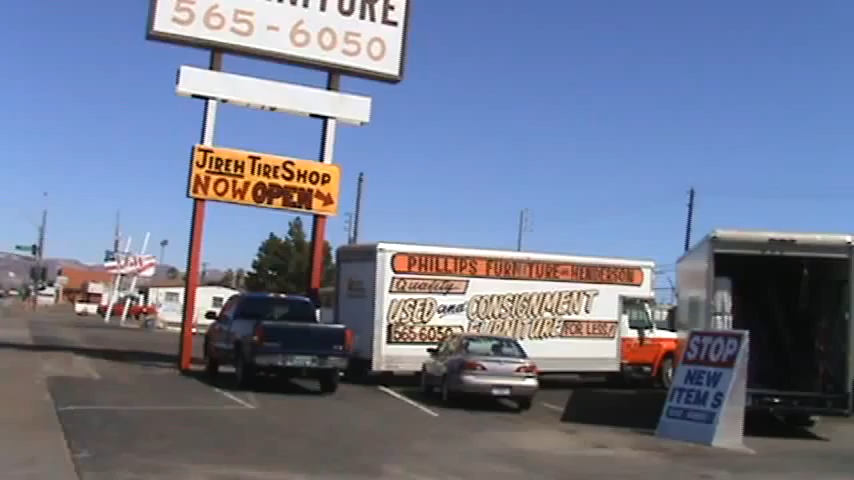 FURNITURE
565-6050
JIREH TIRE SHOP
NOW OPEN
PHILLIPS FURNITURE - HENDERSON
Quality
USED and CONSIGNMENT
565-6050 FURNITURE FOR LESS!
STOP
NEW
ITEMS